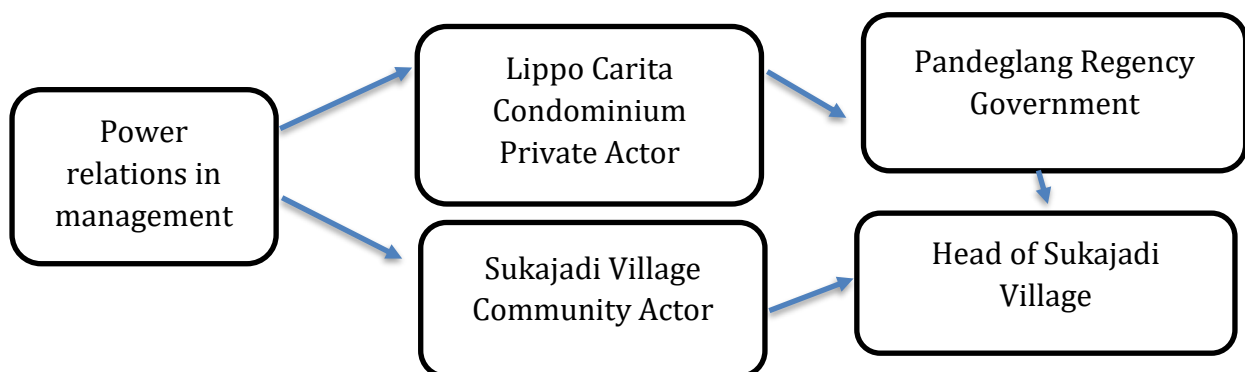 Power
relations in
management
Lippo Carita
Condominium
Private Actor
Sukajadi Village
Community Actor
Pandeglang Regency
Government
Head of Sukajadi
Village